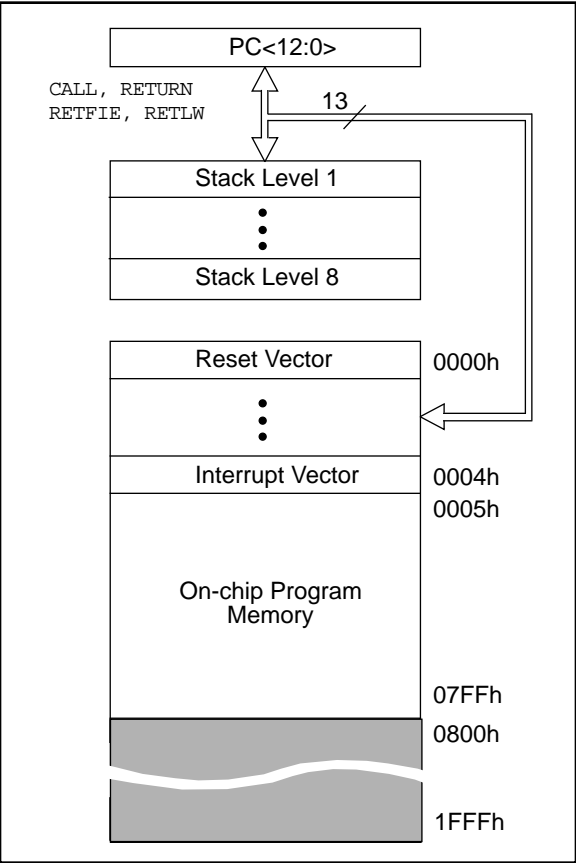 PC<12:0>
CALL, RETURN
RETFIE, RETLW
13
Stack Level 1
Stack Level 8
Reset Vector
0000h
Interrupt Vector
0004h
0005h
On-chip Program
Memory
07FFh
0800h
1FFFh